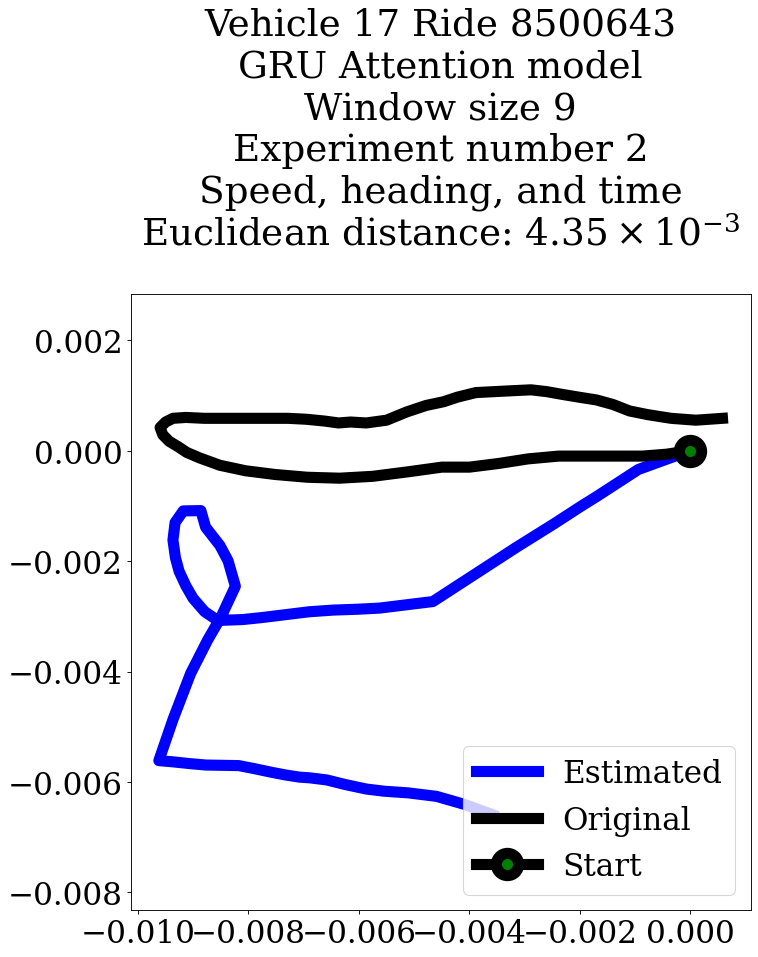 Vehicle 17 Ride 8500643
GRU Attention model
Window size 9
Experiment number 2
Speed, heading, and time
Euclidean distance: 4.35 × 10⁻³
0.002
0.000
−0.002
−0.004
−0.006
−0.008
Estimated
Original
Start
−0.010 −0.008 −0.006 −0.004 −0.002 0.000